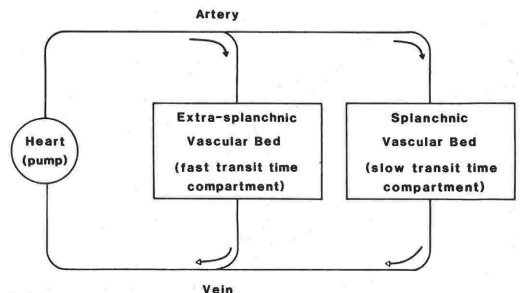 Artery
Heart
(pump)
Extra-splanchnic
Vascular Bed
(fast transit time
compartment)
Splanchnic
Vascular Bed
(slow transit time
compartment)
Vein